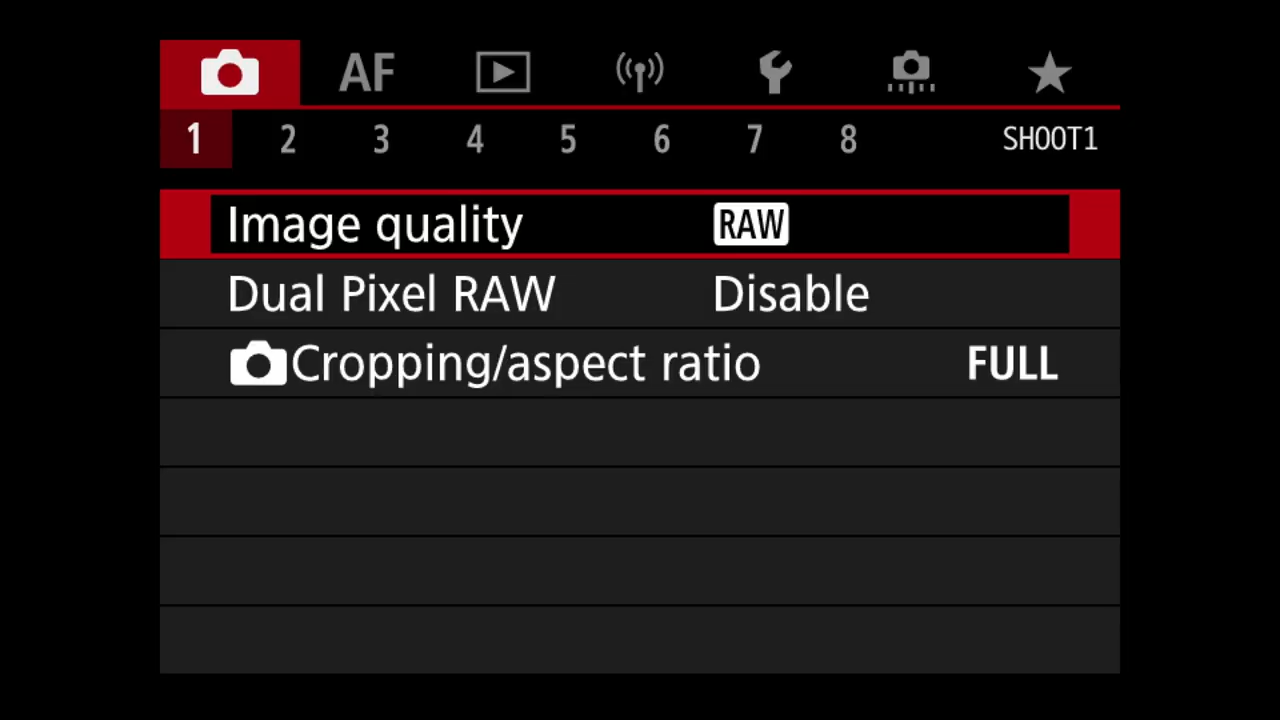 AF
1 2 3 4 5 6 7 8 SHOOT1
Image quality RAW
Dual Pixel RAW Disable
Cropping/aspect ratio FULL